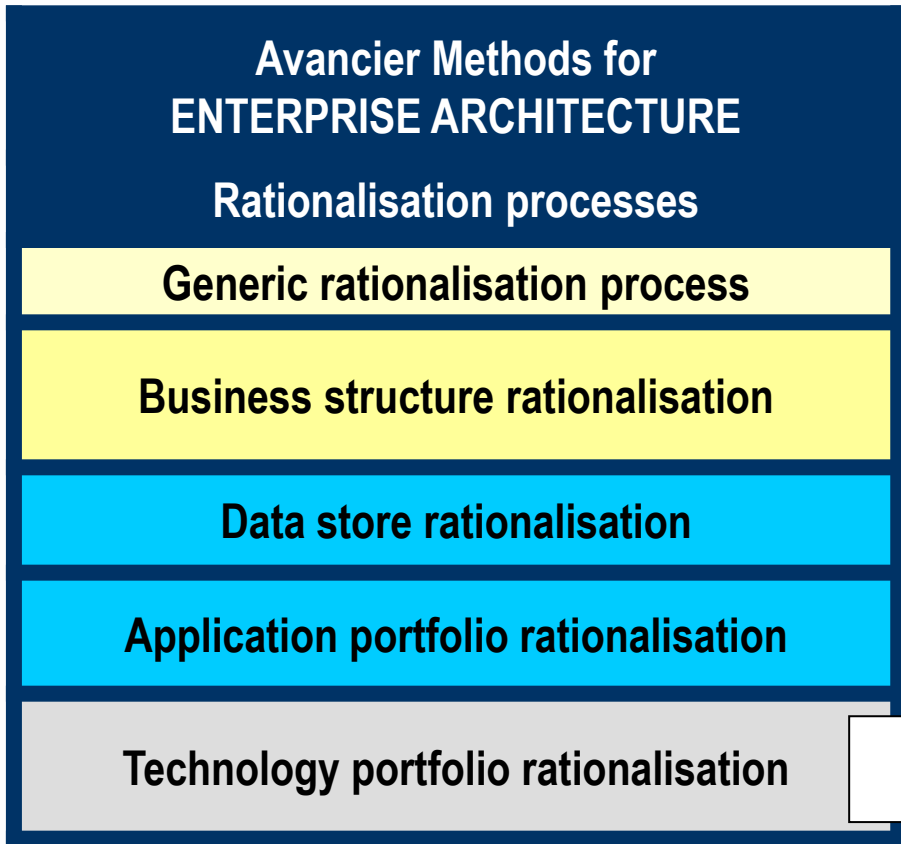 Avancier Methods for
ENTERPRISE ARCHITECTURE
Rationalisation processes
Generic rationalisation process
Business structure rationalisation
Data store rationalisation
Application portfolio rationalisation
Technology portfolio rationalisation